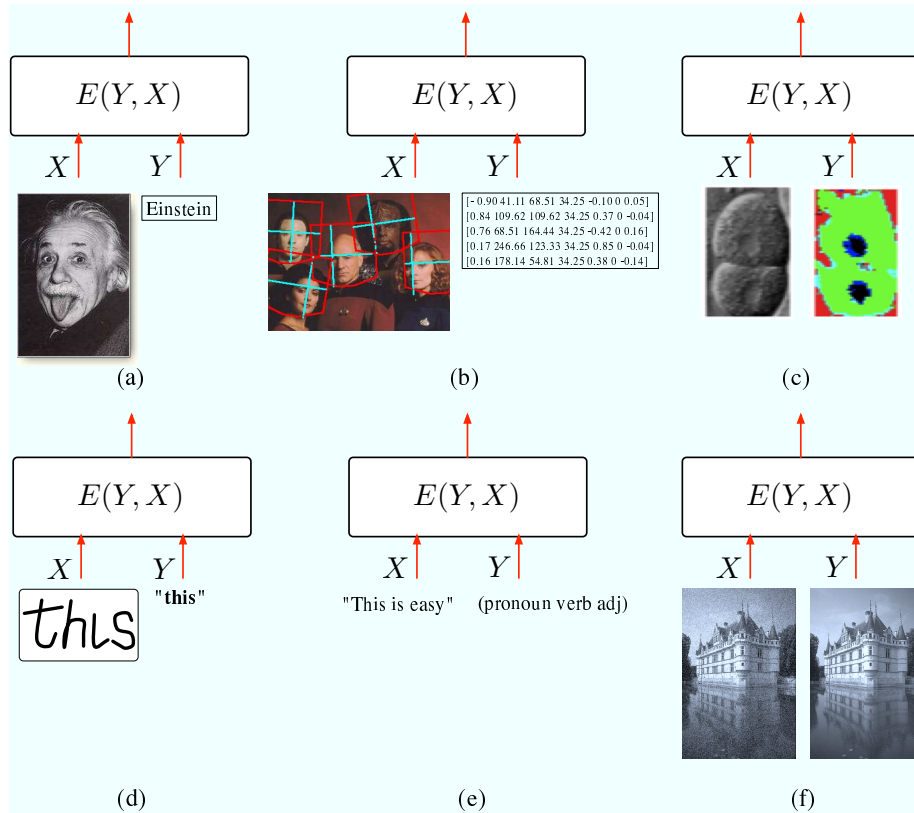 E(Y, X)
E(Y, X)
E(Y, X)
X Y
X Y
X Y
Einstein
[- 0.90 41.11 68.51 34.25 -0.10 0 0.05]
[0.84 109.62 109.62 34.25 0.37 0 -0.04]
[0.76 68.51 164.44 34.25 -0.42 0 0.16]
[0.17 246.66 123.33 34.25 0.85 0 -0.04]
[0.16 178.14 54.81 34.25 0.38 0 -0.14]
(a)
(b)
(c)
E(Y, X)
E(Y, X)
E(Y, X)
X Y
X Y
X Y
this
"this"
"This is easy"
(pronoun verb adj)
(d)
(e)
(f)